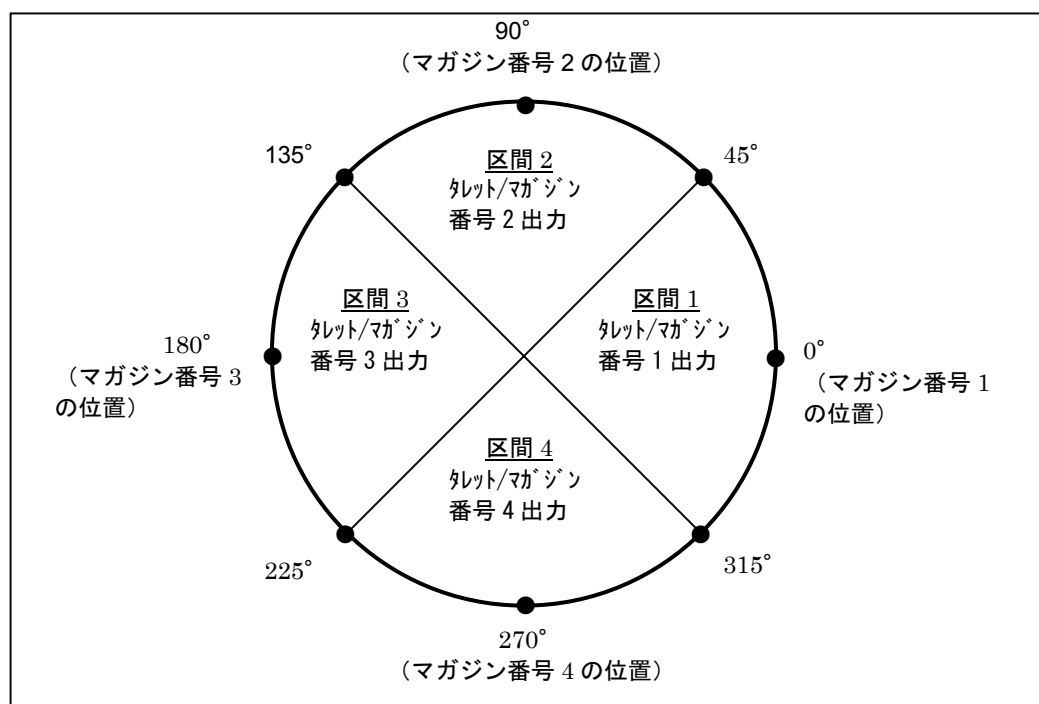 90°
（マガジン番号 2 の位置）
135°
45°
区間 2
ﾀﾚｯﾄ/ﾏｶﾞｼﾞﾝ
番号 2 出力
区間 3
ﾀﾚｯﾄ/ﾏｶﾞｼﾞﾝ
番号 3 出力
区間 1
ﾀﾚｯﾄ/ﾏｶﾞｼﾞﾝ
番号 1 出力
180°
（マガジン番号 3
の位置）
0°
（マガジン番号 1
の位置）
区間 4
ﾀﾚｯﾄ/ﾏｶﾞｼﾞﾝ
番号 4 出力
225°
315°
270°
（マガジン番号 4 の位置）